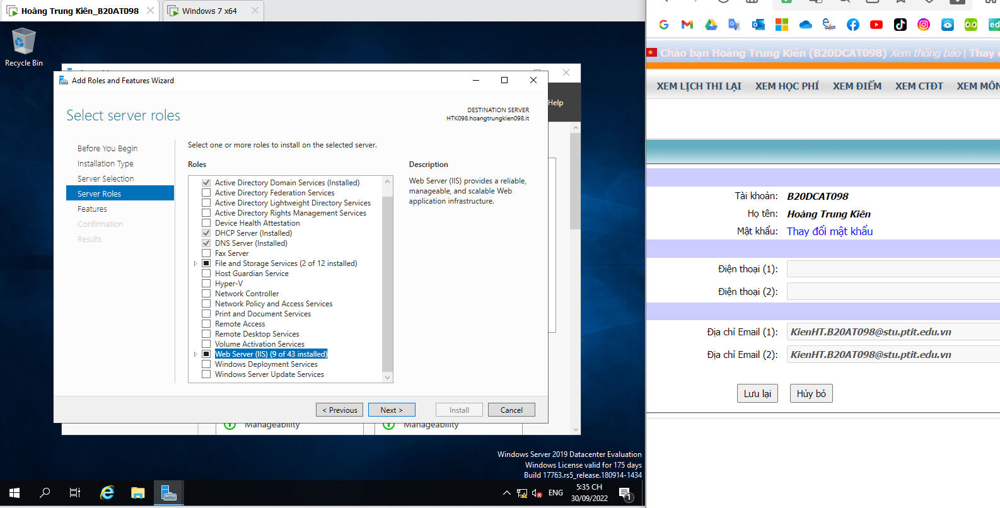 Hoàng Trung Kiên_B20AT098
Windows 7 x64
Recycle Bin
Add Roles and Features Wizard
Help
Select server roles
DESTINATION SERVER
HTK098.hoangtrungkien098.it
Before You Begin
Installation Type
Server Selection
Server Roles
Features
Confirmation
Results
Select one or more roles to install on the selected server.
Roles
Active Directory Domain Services (Installed)
Active Directory Federation Services
Active Directory Lightweight Directory Services
Active Directory Rights Management Services
Device Health Attestation
DHCP Server (Installed)
DNS Server (Installed)
Fax Server
File and Storage Services (2 of 12 installed)
Host Guardian Service
Hyper-V
Network Controller
Network Policy and Access Services
Print and Document Services
Remote Access
Remote Desktop Services
Volume Activation Services
Web Server (IIS) (9 of 43 installed)
Windows Deployment Services
Windows Server Update Services
Description
Web Server (IIS) provides a reliable,
manageable, and scalable Web
application infrastructure.
< Previous
Next >
Install
Cancel
Manageability
Manageability
Windows Server 2019 Datacenter Evaluation
Windows License valid for 175 days
Build 17763.rs5_release.180914-1434
ENG
5:35 CH
30/09/2022
1
Chào bạn Hoàng Trung Kiên (B20DCAT098) Xem thông báo | Thay
XEM LỊCH THI LẠI
XEM HỌC PHÍ
XEM ĐIỂM
XEM CTĐT
XEM MÔN
Tài khoản: B20DCAT098
Họ tên: Hoàng Trung Kiên
Mật khẩu: Thay đổi mật khẩu
Điện thoại (1):
Điện thoại (2):
Địa chỉ Email (1): KienHT.B20AT098@stu.ptit.edu.vn
Địa chỉ Email (2): KienHT.B20AT098@stu.ptit.edu.vn
Lưu lại
Hủy bỏ